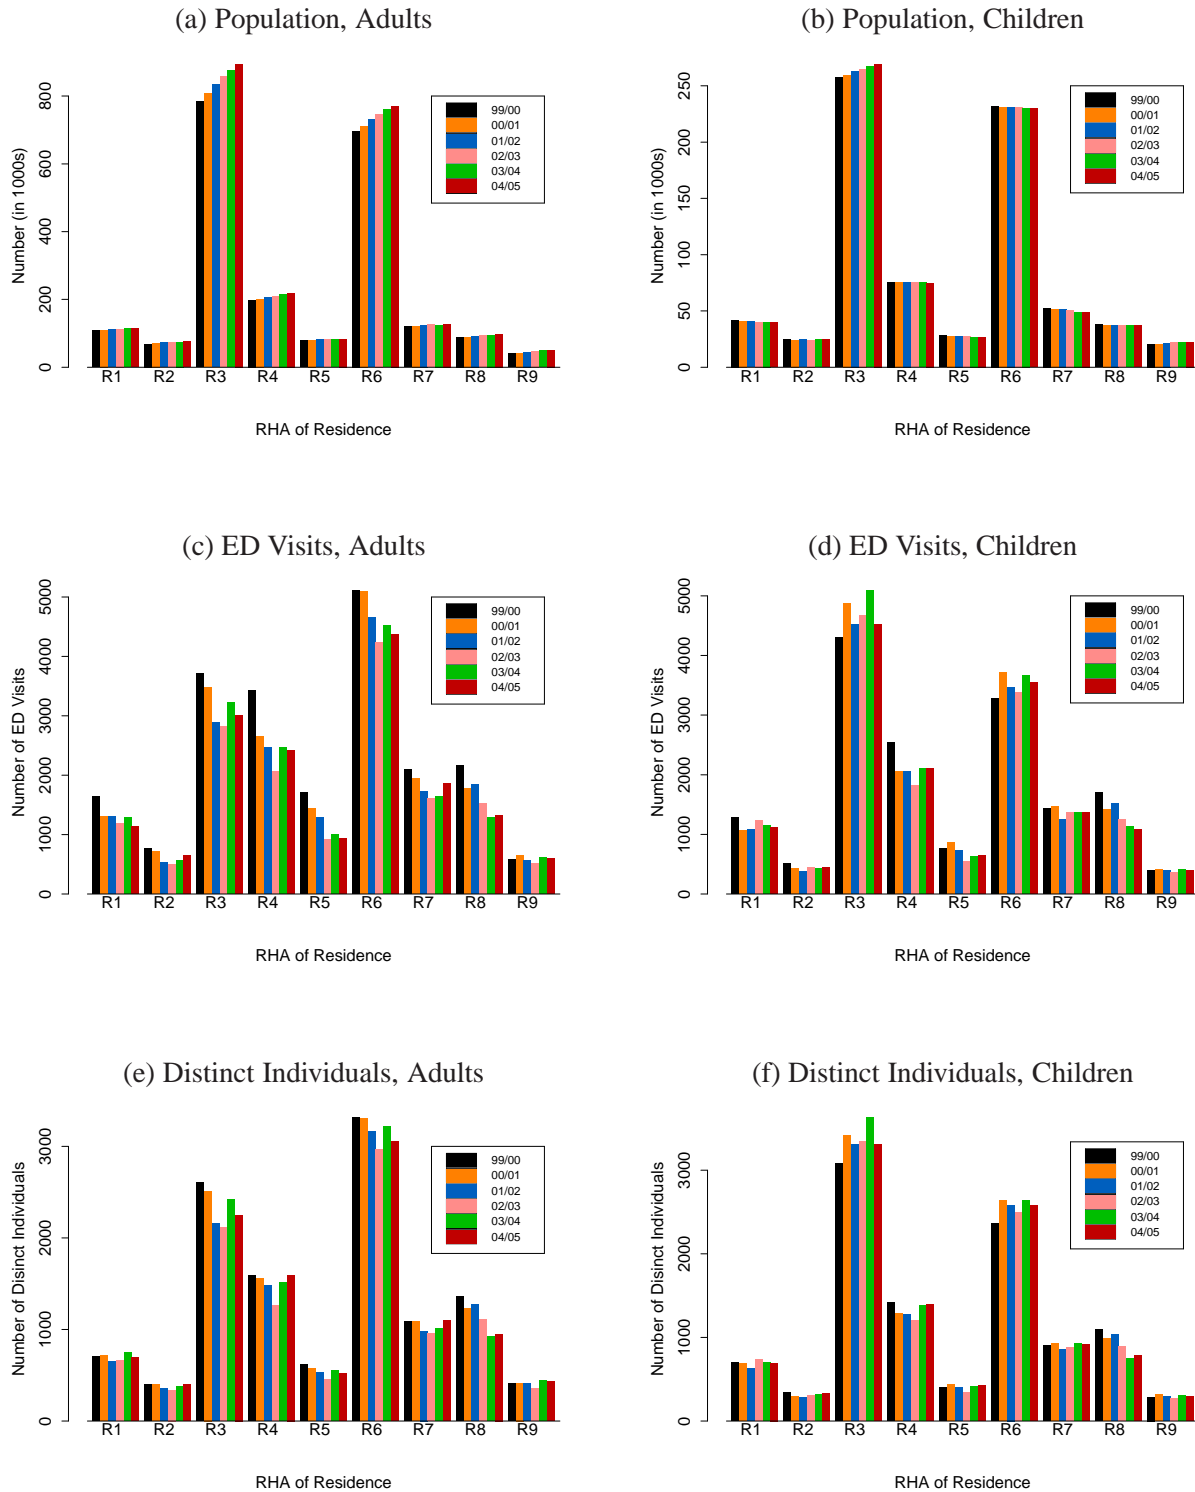 (a) Population, Adults
Number (in 1000s)
0
200
400
600
800
99/00
00/01
01/02
02/03
03/04
04/05
R1 R2 R3 R4 R5 R6 R7 R8 R9
RHA of Residence
(b) Population, Children
Number (in 1000s)
0
50
100
150
200
250
99/00
00/01
01/02
02/03
03/04
04/05
R1 R2 R3 R4 R5 R6 R7 R8 R9
RHA of Residence
(c) ED Visits, Adults
Number of ED Visits
0
1000
2000
3000
4000
5000
99/00
00/01
01/02
02/03
03/04
04/05
R1 R2 R3 R4 R5 R6 R7 R8 R9
RHA of Residence
(d) ED Visits, Children
Number of ED Visits
0
1000
2000
3000
4000
5000
99/00
00/01
01/02
02/03
03/04
04/05
R1 R2 R3 R4 R5 R6 R7 R8 R9
RHA of Residence
(e) Distinct Individuals, Adults
Number of Disinct Individuals
0
1000
2000
3000
99/00
00/01
01/02
02/03
03/04
04/05
R1 R2 R3 R4 R5 R6 R7 R8 R9
RHA of Residence
(f) Distinct Individuals, Children
Number of Disinct Individuals
0
1000
2000
3000
99/00
00/01
01/02
02/03
03/04
04/05
R1 R2 R3 R4 R5 R6 R7 R8 R9
RHA of Residence